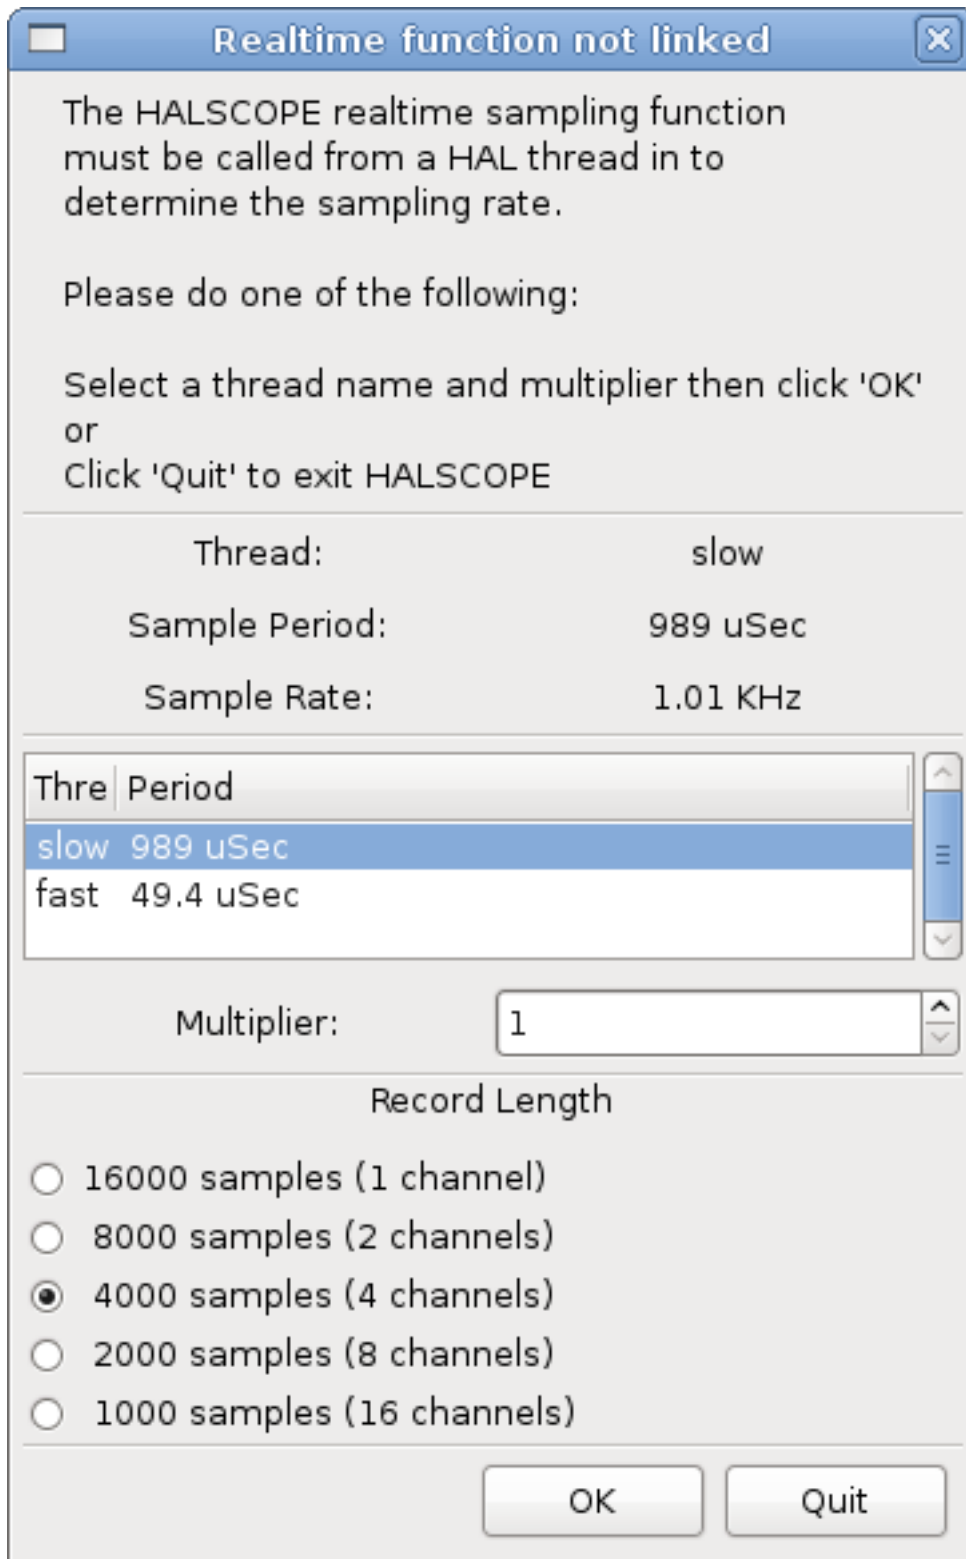 Realtime function not linked
The HALSCOPE realtime sampling function
must be called from a HAL thread in to
determine the sampling rate.
Please do one of the following:
Select a thread name and multiplier then click 'OK'
or
Click 'Quit' to exit HALSCOPE
Thread: slow
Sample Period: 989 uSec
Sample Rate: 1.01 KHz
Thre Period
slow 989 uSec
fast 49.4 uSec
Multiplier: 1
Record Length
16000 samples (1 channel)
8000 samples (2 channels)
4000 samples (4 channels)
2000 samples (8 channels)
1000 samples (16 channels)
OK Quit